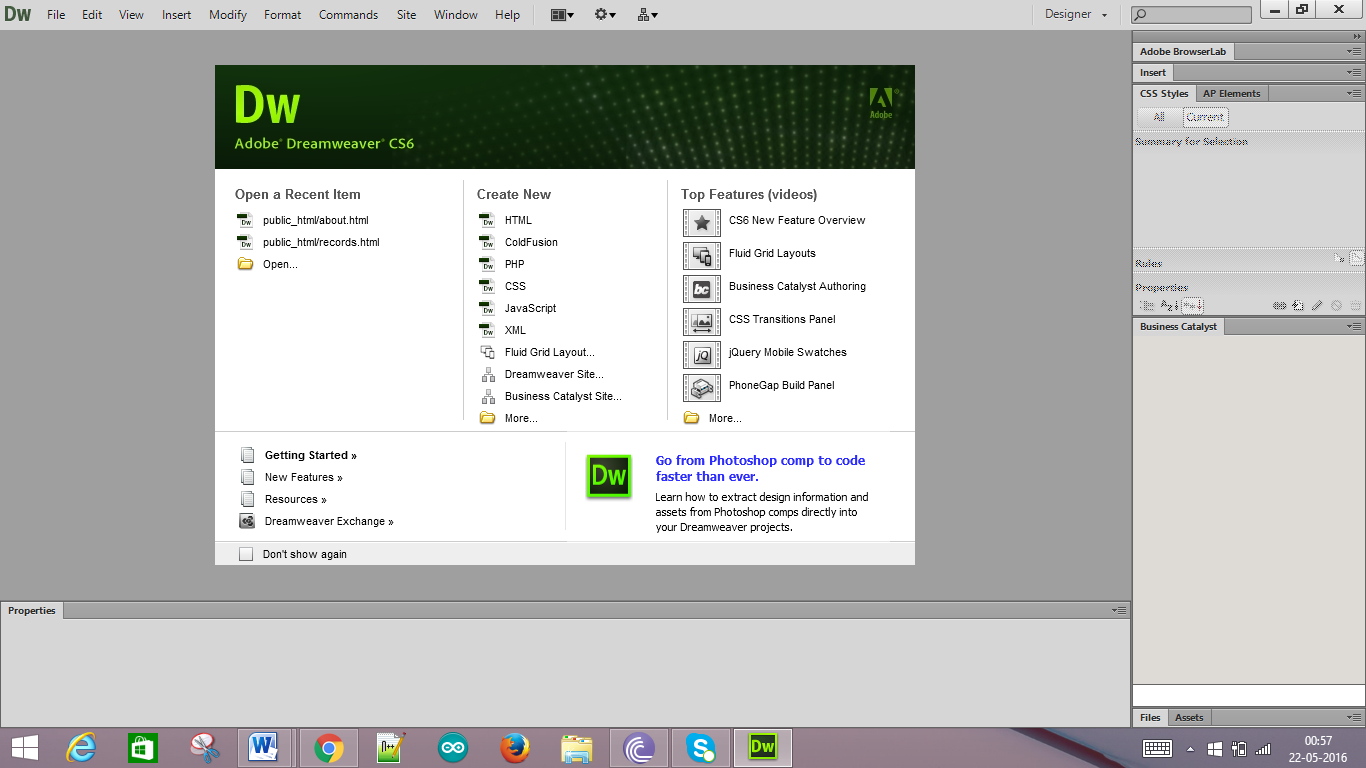 Dw File Edit View Insert Modify Format Commands Site Window Help Designer
Adobe BrowserLab
Insert
CSS Styles AP Elements
All Current
Summary for Selection
Rules
Properties
Business Catalyst
Files Assets
Dw
Adobe® Dreamweaver® CS6
Adobe
Open a Recent Item
public_html/about.html
public_html/records.html
Open...
Create New
HTML
ColdFusion
PHP
CSS
JavaScript
XML
Fluid Grid Layout...
Dreamweaver Site...
Business Catalyst Site...
More...
Top Features (videos)
CS6 New Feature Overview
Fluid Grid Layouts
bc Business Catalyst Authoring
CSS Transitions Panel
jQ jQuery Mobile Swatches
PhoneGap Build Panel
More...
Getting Started »
New Features »
Resources »
Dreamweaver Exchange »
Dw
Go from Photoshop comp to code
faster than ever.
Learn how to extract design information and
assets from Photoshop comps directly into
your Dreamweaver projects.
Don't show again
Properties
Dw
00:57
22-05-2016